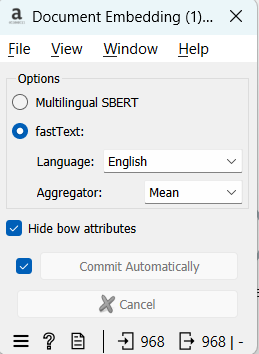 Document Embedding (1)...
File View Window Help
Options
Multilingual SBERT
fastText:
Language: English
Aggregator: Mean
Hide bow attributes
Commit Automatically
Cancel
? 968 968 | -